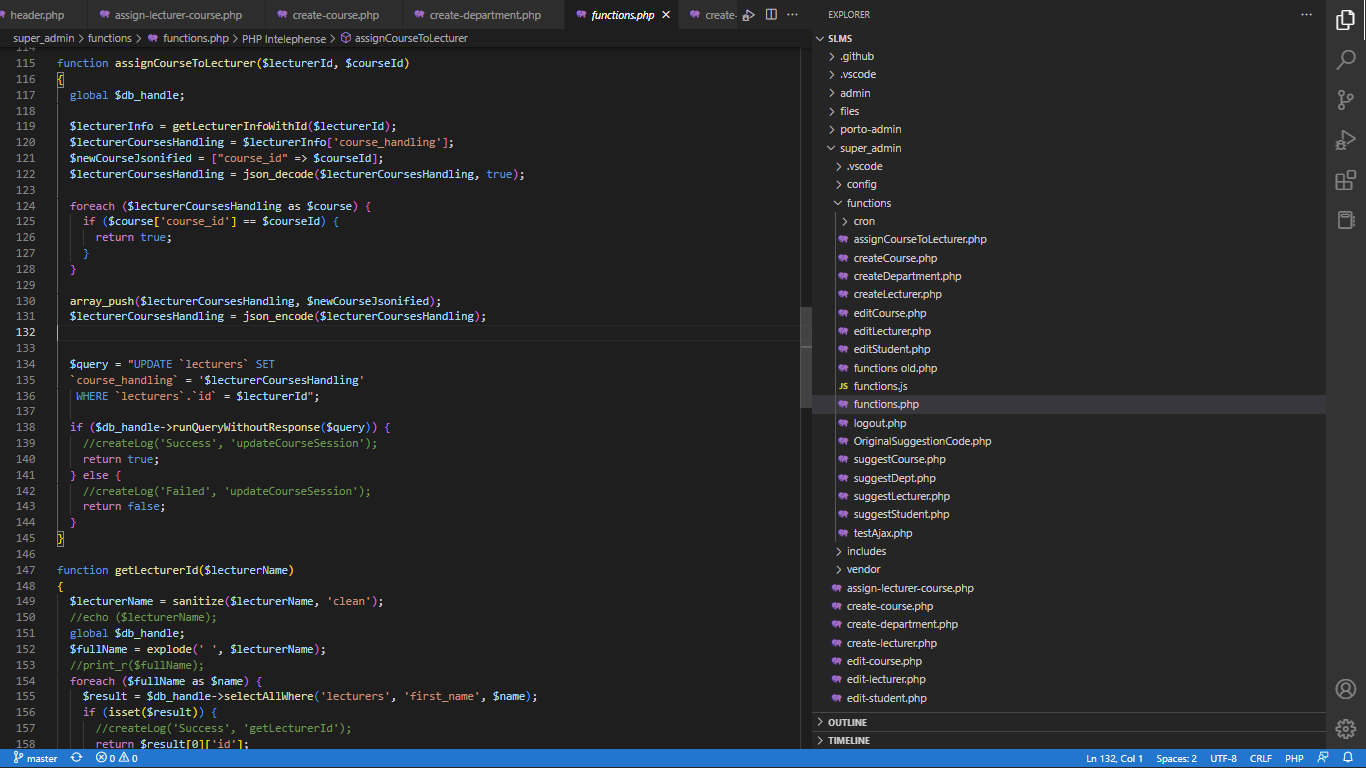 header.php
assign-lecturer-course.php
create-course.php
create-department.php
functions.php
create-
super_admin > functions > functions.php > PHP Intelephense > assignCourseToLecturer
114
115 function assignCourseToLecturer($lecturerId, $courseId)
116 {
117 global $db_handle;
118
119 $lecturerInfo = getLecturerInfoWithId($lecturerId);
120 $lecturerCoursesHandling = $lecturerInfo['course_handling'];
121 $newCourseJsonified = ["course_id" => $courseId];
122 $lecturerCoursesHandling = json_decode($lecturerCoursesHandling, true);
123
124 foreach ($lecturerCoursesHandling as $course) {
125 if ($course['course_id'] == $courseId) {
126 return true;
127 }
128 }
129
130 array_push($lecturerCoursesHandling, $newCourseJsonified);
131 $lecturerCoursesHandling = json_encode($lecturerCoursesHandling);
132
133
134 $query = "UPDATE `lecturers` SET
135 `course_handling` = '$lecturerCoursesHandling'
136 WHERE `lecturers`.`id` = $lecturerId";
137
138 if ($db_handle->runQueryWithoutResponse($query)) {
139 //createLog('Success', 'updateCourseSession');
140 return true;
141 } else {
142 //createLog('Failed', 'updateCourseSession');
143 return false;
144 }
145 }
146
147 function getLecturerId($lecturerName)
148 {
149 $lecturerName = sanitize($lecturerName, 'clean');
150 //echo ($lecturerName);
151 global $db_handle;
152 $fullName = explode(' ', $lecturerName);
153 //print_r($fullName);
154 foreach ($fullName as $name) {
155 $result = $db_handle->selectAllWhere('lecturers', 'first_name', $name);
156 if (isset($result)) {
157 //createLog('Success', 'getLecturerId');
158 return $result[0]['id'];
EXPLORER
SLMS
.github
.vscode
admin
files
porto-admin
super_admin
.vscode
config
functions
cron
assignCourseToLecturer.php
createCourse.php
createDepartment.php
createLecturer.php
editCourse.php
editLecturer.php
editStudent.php
functions old.php
JS functions.js
functions.php
logout.php
OriginalSuggestionCode.php
suggestCourse.php
suggestDept.php
suggestLecturer.php
suggestStudent.php
testAjax.php
includes
vendor
assign-lecturer-course.php
create-course.php
create-department.php
create-lecturer.php
edit-course.php
edit-lecturer.php
edit-student.php
OUTLINE
TIMELINE
master 0 0 Ln 132, Col 1 Spaces: 2 UTF-8 CRLF PHP